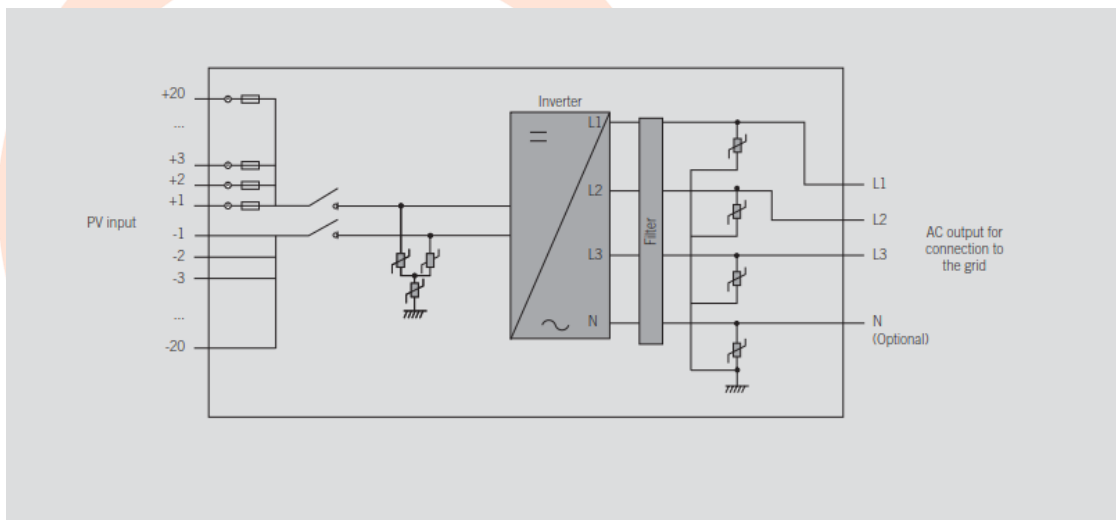 +20
...
+3
+2
+1
PV input
-1
-2
-3
...
-20
Inverter
L1
L2
L3
N
Filter
L1
L2
L3
N
(Optional)
AC output for
connection to
the grid